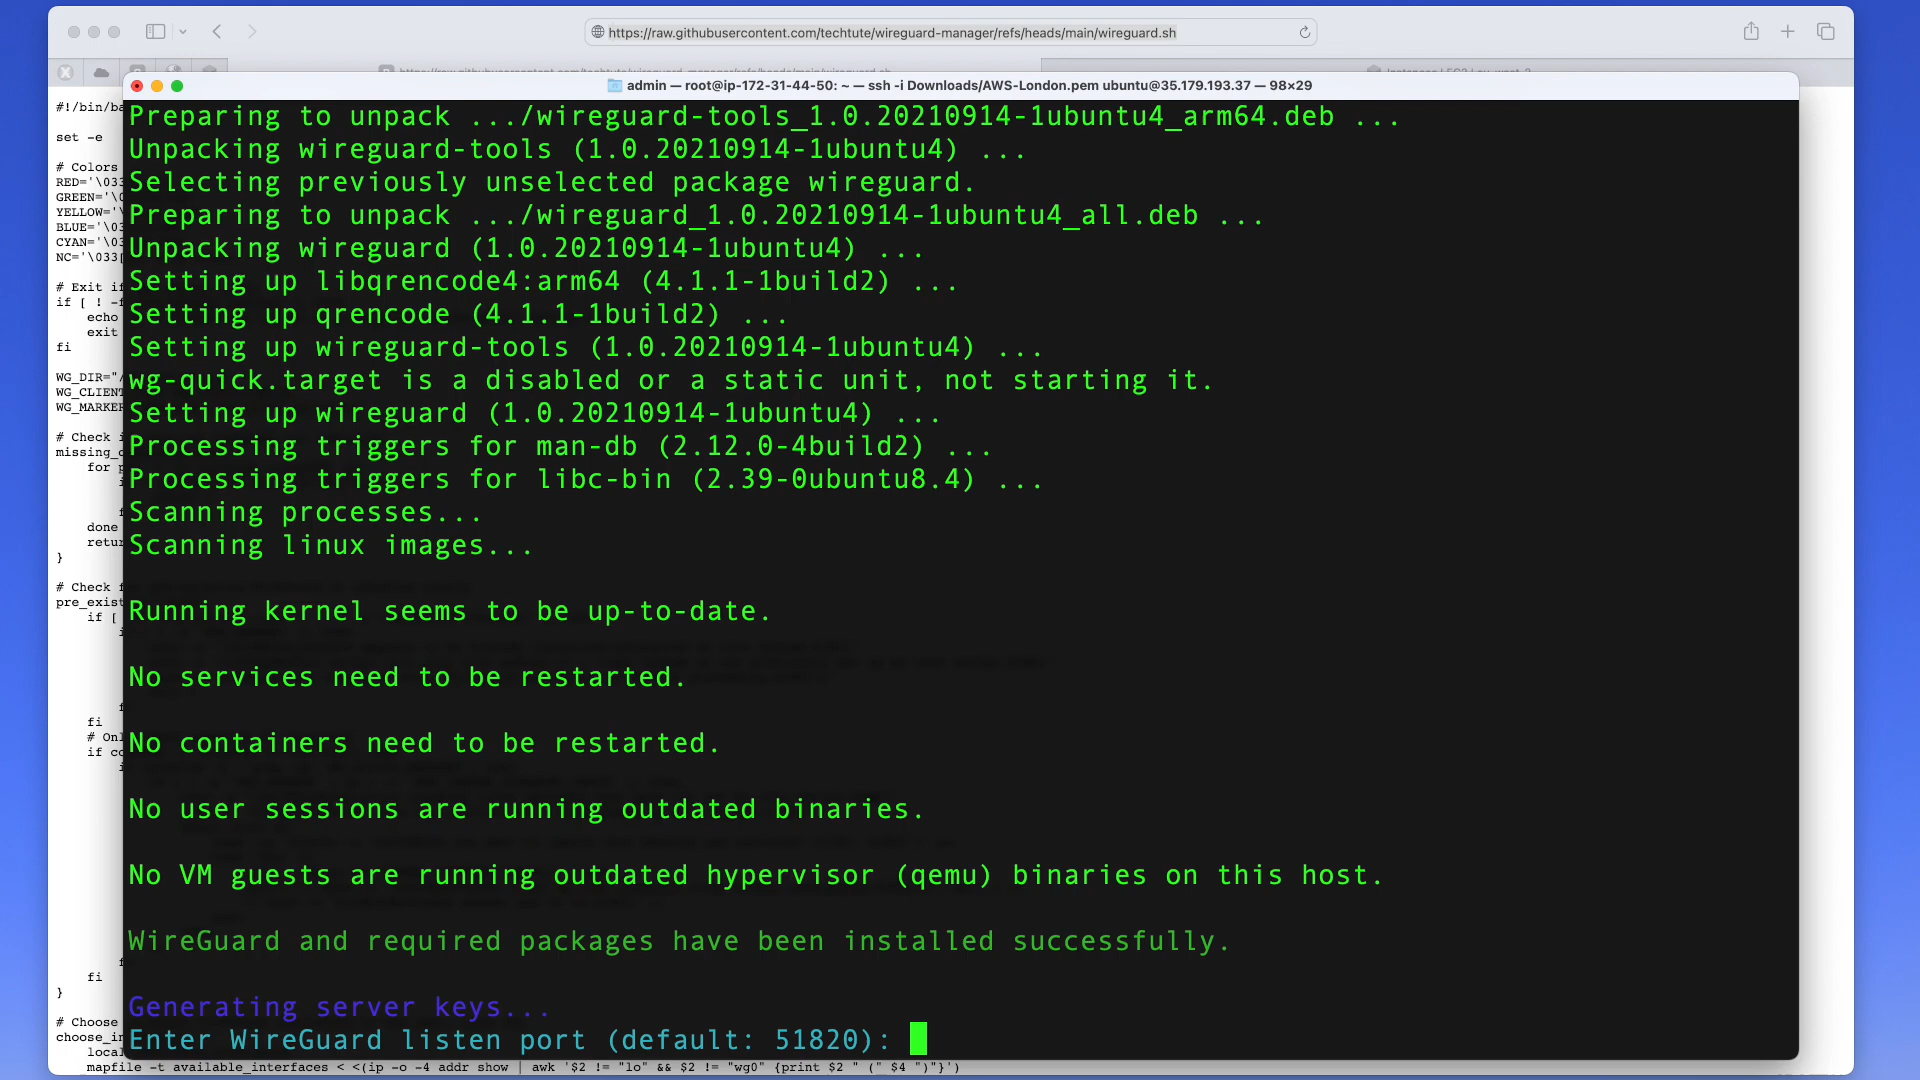 https://raw.githubusercontent.com/techtute/wireguard-manager/refs/heads/main/wireguard.sh
admin — root@ip-172-31-44-50: ~ — ssh -i Downloads/AWS-London.pem ubuntu@35.179.193.37 — 98×29
Preparing to unpack .../wireguard-tools_1.0.20210914-1ubuntu4_arm64.deb ...
Unpacking wireguard-tools (1.0.20210914-1ubuntu4) ...
Selecting previously unselected package wireguard.
Preparing to unpack .../wireguard_1.0.20210914-1ubuntu4_all.deb ...
Unpacking wireguard (1.0.20210914-1ubuntu4) ...
Setting up libqrencode4:arm64 (4.1.1-1build2) ...
Setting up qrencode (4.1.1-1build2) ...
Setting up wireguard-tools (1.0.20210914-1ubuntu4) ...
wg-quick.target is a disabled or a static unit, not starting it.
Setting up wireguard (1.0.20210914-1ubuntu4) ...
Processing triggers for man-db (2.12.0-4build2) ...
Processing triggers for libc-bin (2.39-0ubuntu8.4) ...
Scanning processes...
Scanning linux images...
Running kernel seems to be up-to-date.
No services need to be restarted.
No containers need to be restarted.
No user sessions are running outdated binaries.
No VM guests are running outdated hypervisor (qemu) binaries on this host.
WireGuard and required packages have been installed successfully.
Generating server keys...
Enter WireGuard listen port (default: 51820):
#!/bin/ba
set -e
# Colors
RED='\033
GREEN='\0
YELLOW='\
BLUE='\03
CYAN='\03
NC='\033[
# Exit if
if [ ! -f
echo
exit
fi
WG_DIR="/
WG_CLIENT
WG_MARKER
# Check i
missing_
for p
done
retur
}
# Check f
pre_exist
if [
fi
# Onl
if co
fi
}
# Choose
choose_in
local
mapfile -t available_interfaces < <(ip -o -4 addr show | awk '$2 != "lo" && $2 != "wg0" {print $2 " (" $4 ")"}')